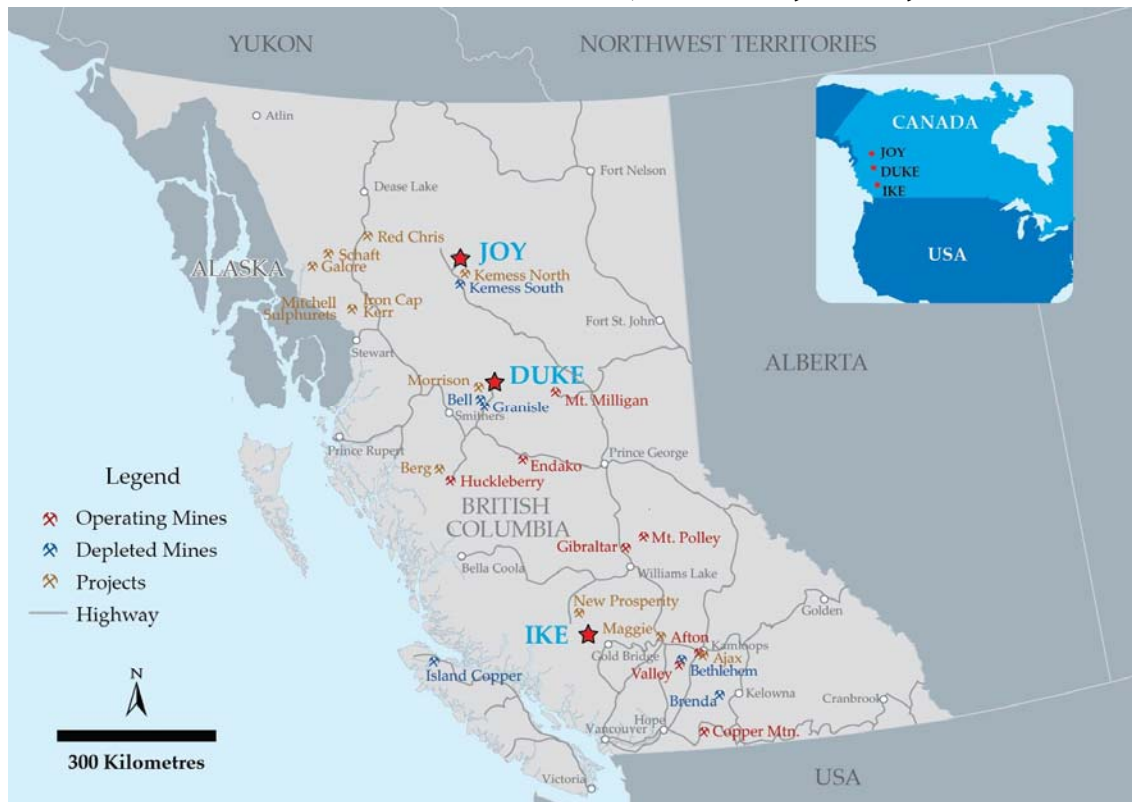 YUKON
NORTHWEST TERRITORIES
Atlin
CANADA
JOY
DUKE
IKE
USA
Fort Nelson
Dease Lake
Red Chris
JOY
Schaft
Galore
ALASKA
Kemess North
Kemess South
Mitchell
Sulphurets
Iron Cap
Kerr
Fort St. John
Stewart
ALBERTA
Morrison
DUKE
Bell
Granisle
Mt. Milligan
Smithers
Prince Rupert
Prince George
Endako
Berg
Huckleberry
BRITISH
COLUMBIA
Legend
Operating Mines
Depleted Mines
Projects
Highway
Mt. Polley
Gibraltar
Bella Coola
Williams Lake
New Prosperity
Golden
IKE
Maggie
Afton
Gold Bridge
Kamloops
Ajax
Valley
Bethlehem
Island Copper
Brenda
Kelowna
Cranbrook
N
Hope
Vancouver
Copper Mtn.
300 Kilometres
Victoria
USA